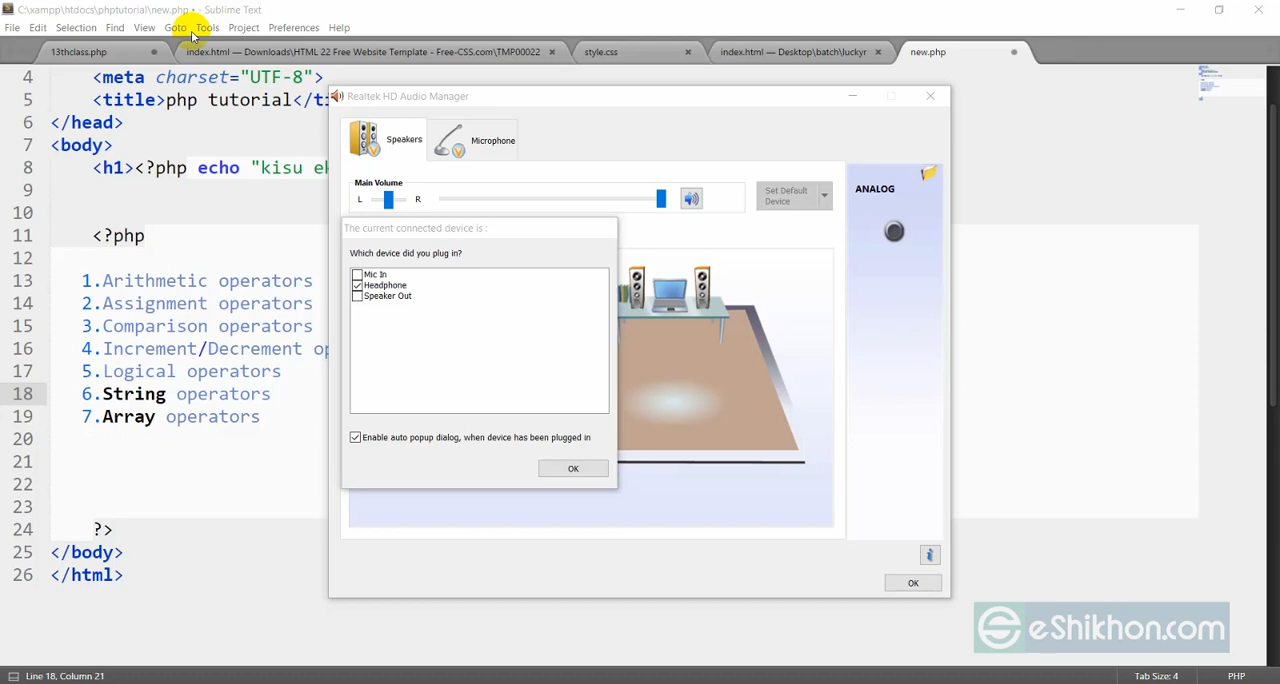 C:\xampp\htdocs\phptutorial\new.php • - Sublime Text
File Edit Selection Find View Goto Tools Project Preferences Help
13thclass.php index.html — Downloads\HTML 22 Free Website Template - Free-CSS.com\TMP00022 style.css index.html — Desktop\batch\luckyr new.php
4 <meta charset="UTF-8">
5 <title>php tutorial</ti
6 </head>
7 <body>
8 <h1><?php echo "kisu ek
9
10
11 <?php
12
13 1.Arithmetic operators
14 2.Assignment operators
15 3.Comparison operators
16 4.Increment/Decrement op
17 5.Logical operators
18 6.String operators
19 7.Array operators
20
21
22
23
24 ?>
25 </body>
26 </html>
Realtek HD Audio Manager
Speakers Microphone
Main Volume
L R
Set Default
Device
ANALOG
The current connected device is :
Which device did you plug in?
Mic In
Headphone
Speaker Out
Enable auto popup dialog, when device has been plugged in
OK
i
OK
eShikhon.com
Line 18, Column 21 Tab Size: 4 PHP